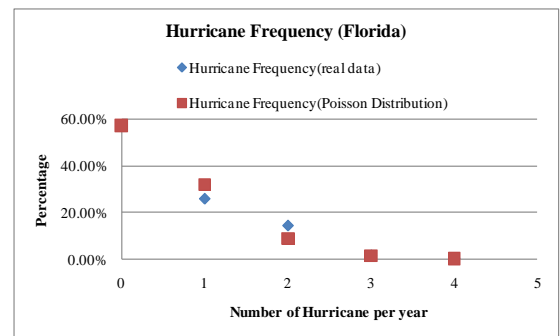 Hurricane Frequency (Florida)
Hurricane Frequency(real data)
Hurricane Frequency(Poisson Distribution)
60.00%
40.00%
20.00%
0.00%
Percentage
0 1 2 3 4 5
Number of Hurricane per year